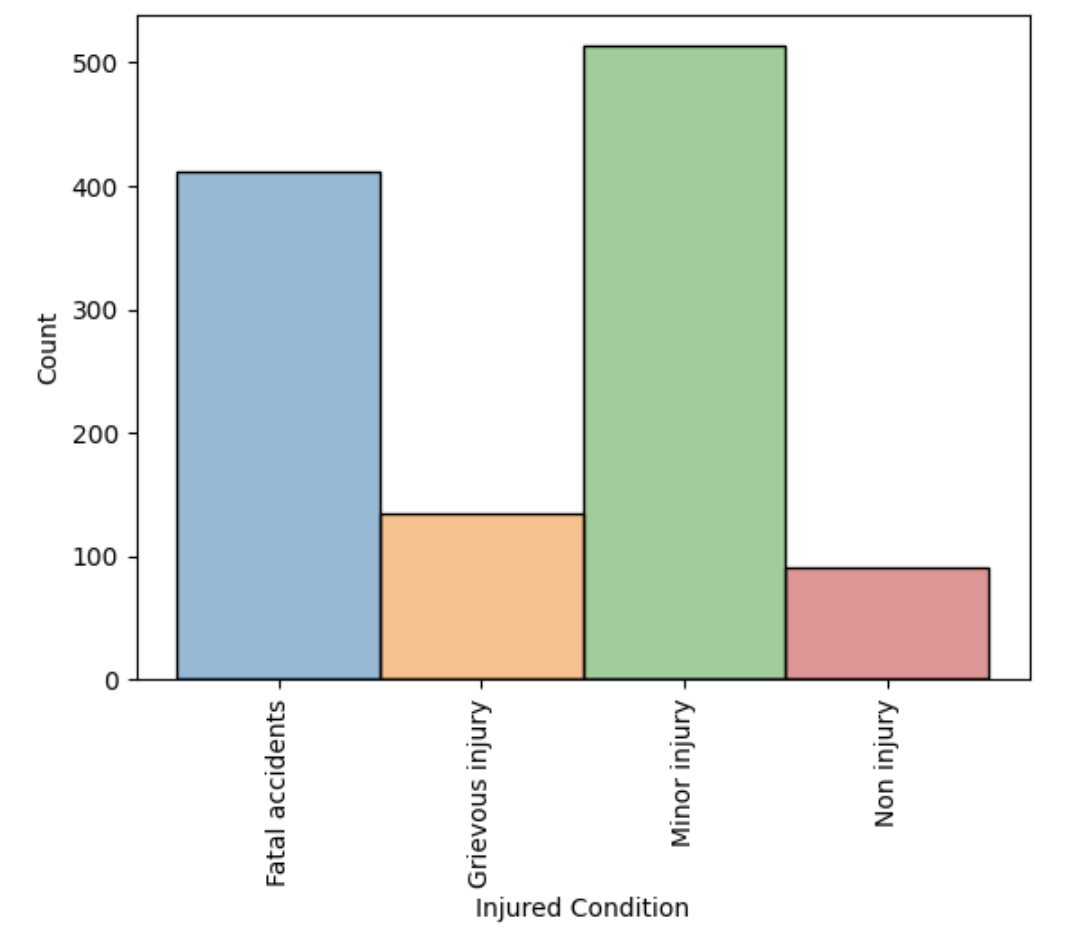 500
400
300
200
100
0
Count
Fatal accidents
Grievous injury
Minor injury
Non injury
Injured Condition